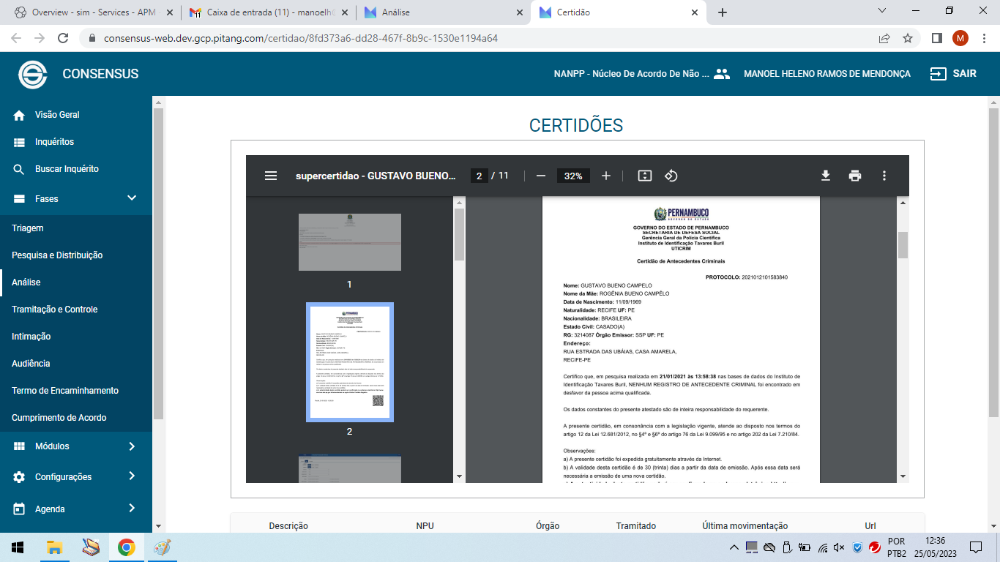 Overview - sim - Services - APM
Caixa de entrada (11) - manoelh
Análise
Certidão
consensus-web.dev.gcp.pitang.com/certidao/8fd373a6-dd28-467f-8b9c-1530e1194a64
M
CONSENSUS
NANPP - Núcleo De Acordo De Não ...
MANOEL HELENO RAMOS DE MENDONÇA
SAIR
Visão Geral
Inquéritos
Buscar Inquérito
Fases
Triagem
Pesquisa e Distribuição
Análise
Tramitação e Controle
Intimação
Audiência
Termo de Encaminhamento
Cumprimento de Acordo
Módulos
Configurações
Agenda
CERTIDÕES
supercertidao - GUSTAVO BUENO...
2 / 11
32%
1
2
PERNAMBUCO
GOVERNO DO ESTADO
GOVERNO DO ESTADO DE PERNAMBUCO
SECRETARIA DE DEFESA SOCIAL
Gerência Geral da Polícia Científica
Instituto de Identificação Tavares Buril
UTICRIM
Certidão de Antecedentes Criminais
PROTOCOLO: 2021012101583840
Nome: GUSTAVO BUENO CAMPELO
Nome da Mãe: ROGÊNIA BUENO CAMPÊLO
Data de Nascimento: 11/09/1969
Naturalidade: RECIFE UF: PE
Nacionalidade: BRASILEIRA
Estado Civil: CASADO(A)
RG: 3214087 Órgão Emissor: SSP UF: PE
Endereço:
RUA ESTRADA DAS UBÁIAS, CASA AMARELA,
RECIFE-PE
Certifico que, em pesquisa realizada em 21/01/2021 às 13:58:38 nas bases de dados do Instituto de
Identificação Tavares Buril, NENHUM REGISTRO DE ANTECEDENTE CRIMINAL foi encontrado em
desfavor da pessoa acima qualificada.
Os dados constantes do presente atestado são de inteira responsabilidade do requerente.
A presente certidão, em consonância com a legislação vigente, atende ao disposto nos termos do
artigo 12 da Lei 12.681/2012, no §4º e §6º do artigo 76 da Lei 9.099/95 e no artigo 202 da Lei 7.210/84.
Observações:
a) A presente certidão foi expedida gratuitamente através da Internet.
b) A validade desta certidão é de 30 (trinta) dias a partir da data de emissão. Após essa data será
necessária a emissão de uma nova certidão.
Descrição
NPU
Órgão
Tramitado
Última movimentação
Url
POR
PTB2
12:36
25/05/2023